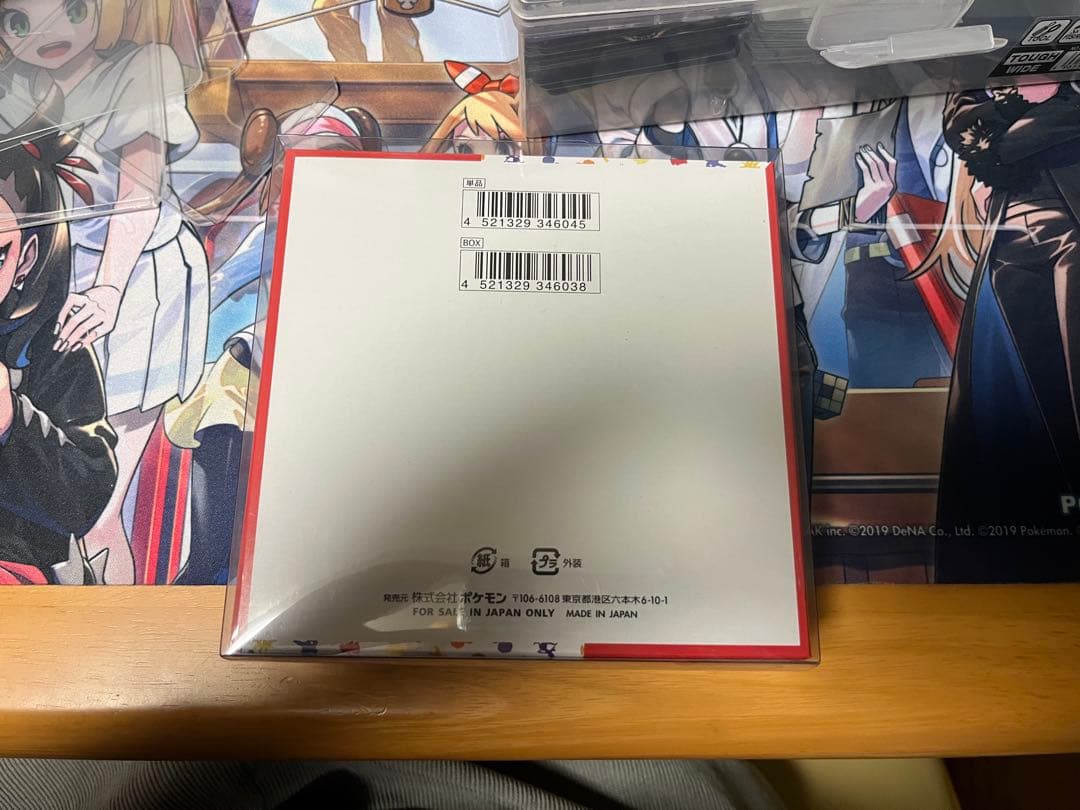 TOUGH
WIDE
単品
4 521329 346045
BOX
4 521329 346038
P
AK inc. ©2019 DeNA Co., Ltd. ©2019 Pokémon.
紙 箱 プラ 外装
発売元 株式会社ポケモン 〒106-6108 東京都港区六本木6-10-1
FOR SALE IN JAPAN ONLY MADE IN JAPAN